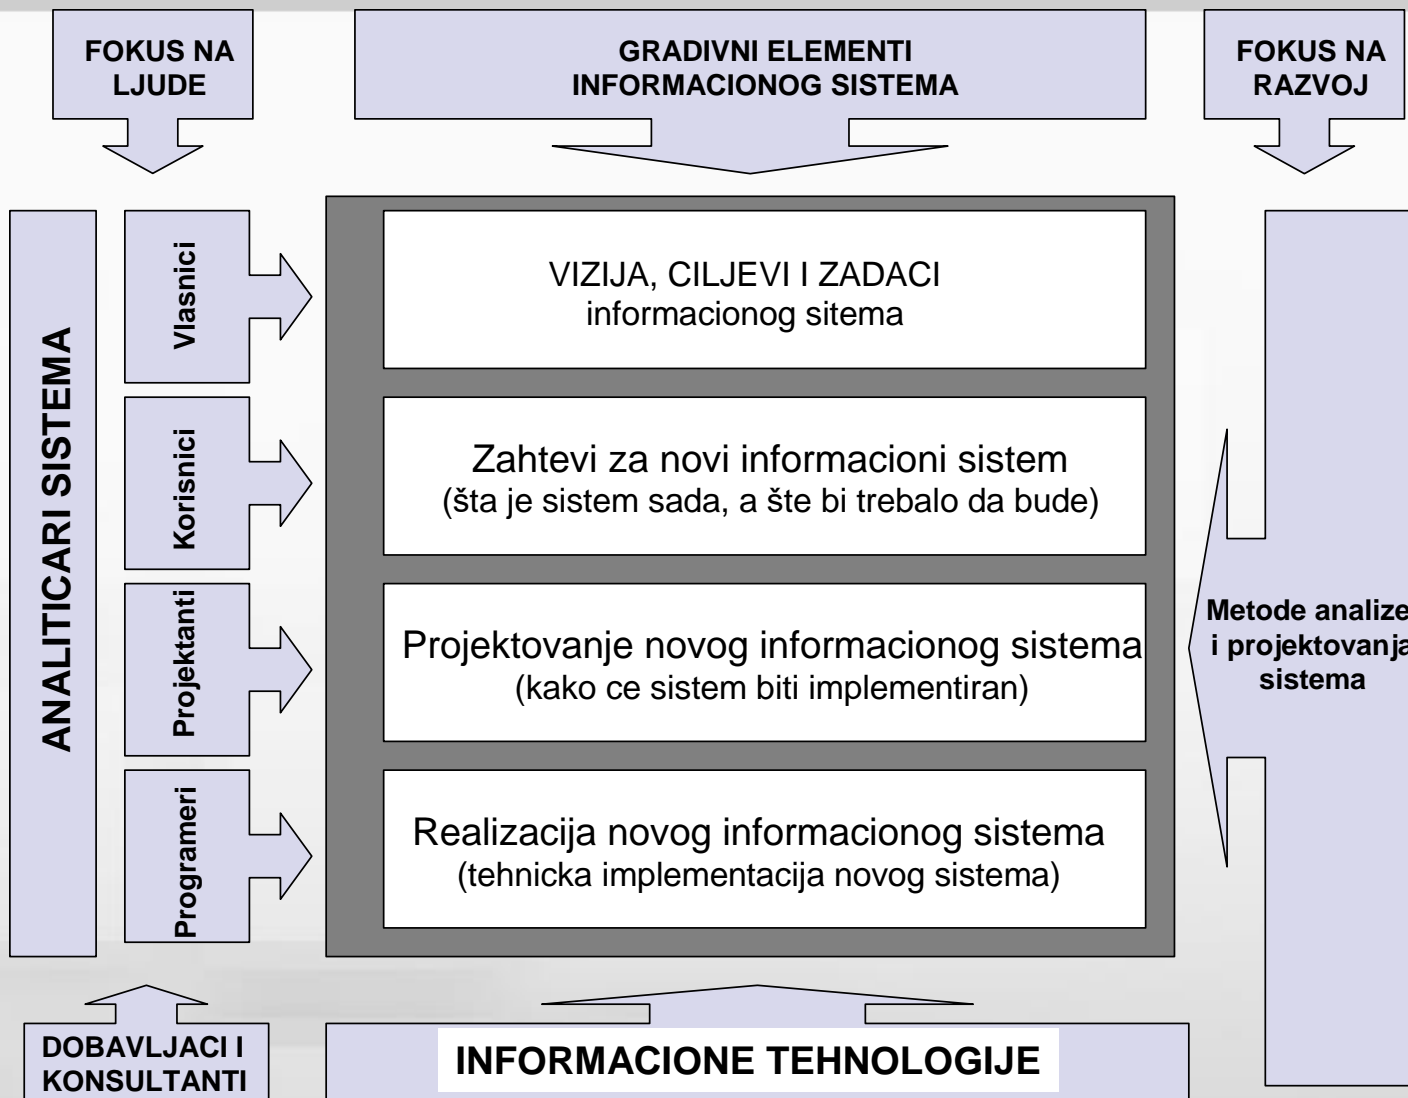 FOKUS NA
LJUDE
GRADIVNI ELEMENTI
INFORMACIONOG SISTEMA
FOKUS NA
RAZVOJ
ANALITICARI SISTEMA
Vlasnici
VIZIJA, CILJEVI I ZADACI
informacionog sitema
Korisnici
Zahtevi za novi informacioni sistem
(šta je sistem sada, a šte bi trebalo da bude)
Projektanti
Projektovanje novog informacionog sistema
(kako ce sistem biti implementiran)
Programeri
Realizacija novog informacionog sistema
(tehnicka implementacija novog sistema)
Metode analize
i projektovanja
sistema
DOBAVLJACI I
KONSULTANTI
INFORMACIONE TEHNOLOGIJE